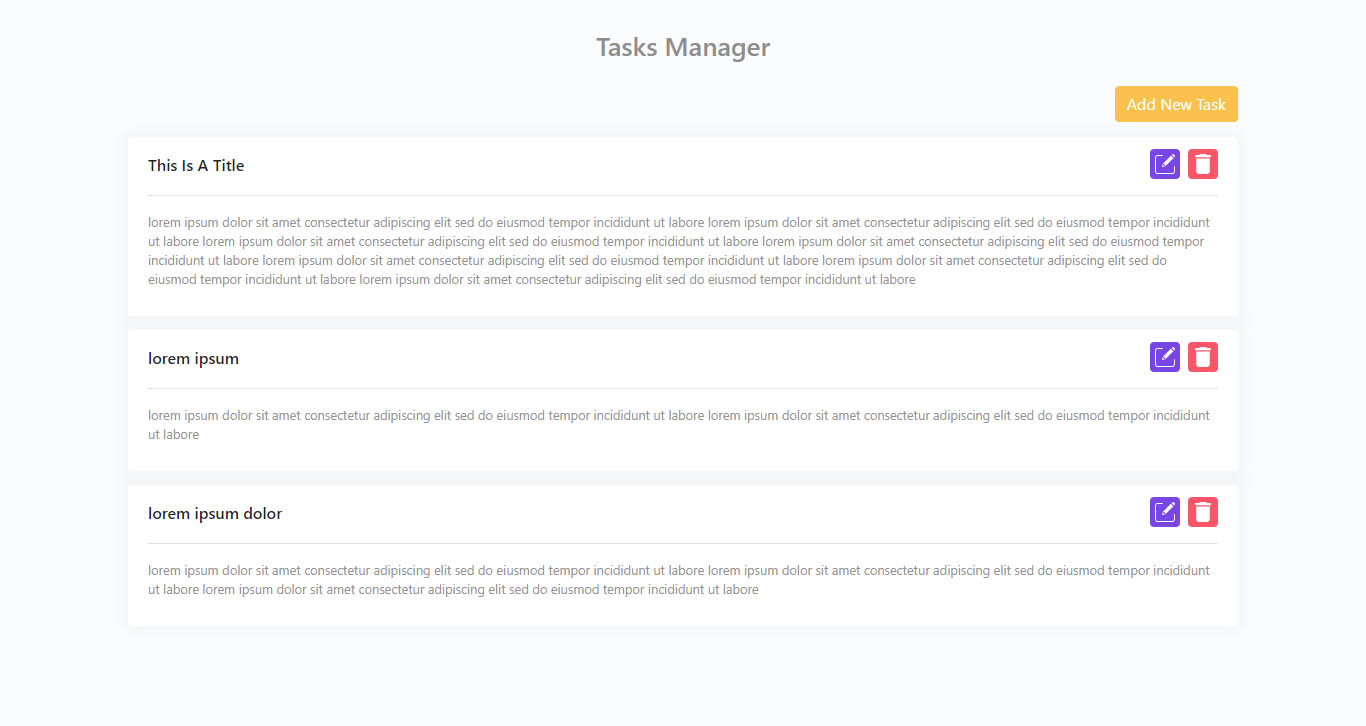 Tasks Manager
Add New Task
This Is A Title
lorem ipsum dolor sit amet consectetur adipiscing elit sed do eiusmod tempor incididunt ut labore lorem ipsum dolor sit amet consectetur adipiscing elit sed do eiusmod tempor incididunt
ut labore lorem ipsum dolor sit amet consectetur adipiscing elit sed do eiusmod tempor incididunt ut labore lorem ipsum dolor sit amet consectetur adipiscing elit sed do eiusmod tempor
incididunt ut labore lorem ipsum dolor sit amet consectetur adipiscing elit sed do eiusmod tempor incididunt ut labore lorem ipsum dolor sit amet consectetur adipiscing elit sed do
eiusmod tempor incididunt ut labore lorem ipsum dolor sit amet consectetur adipiscing elit sed do eiusmod tempor incididunt ut labore
lorem ipsum
lorem ipsum dolor sit amet consectetur adipiscing elit sed do eiusmod tempor incididunt ut labore lorem ipsum dolor sit amet consectetur adipiscing elit sed do eiusmod tempor incididunt
ut labore
lorem ipsum dolor
lorem ipsum dolor sit amet consectetur adipiscing elit sed do eiusmod tempor incididunt ut labore lorem ipsum dolor sit amet consectetur adipiscing elit sed do eiusmod tempor incididunt
ut labore lorem ipsum dolor sit amet consectetur adipiscing elit sed do eiusmod tempor incididunt ut labore